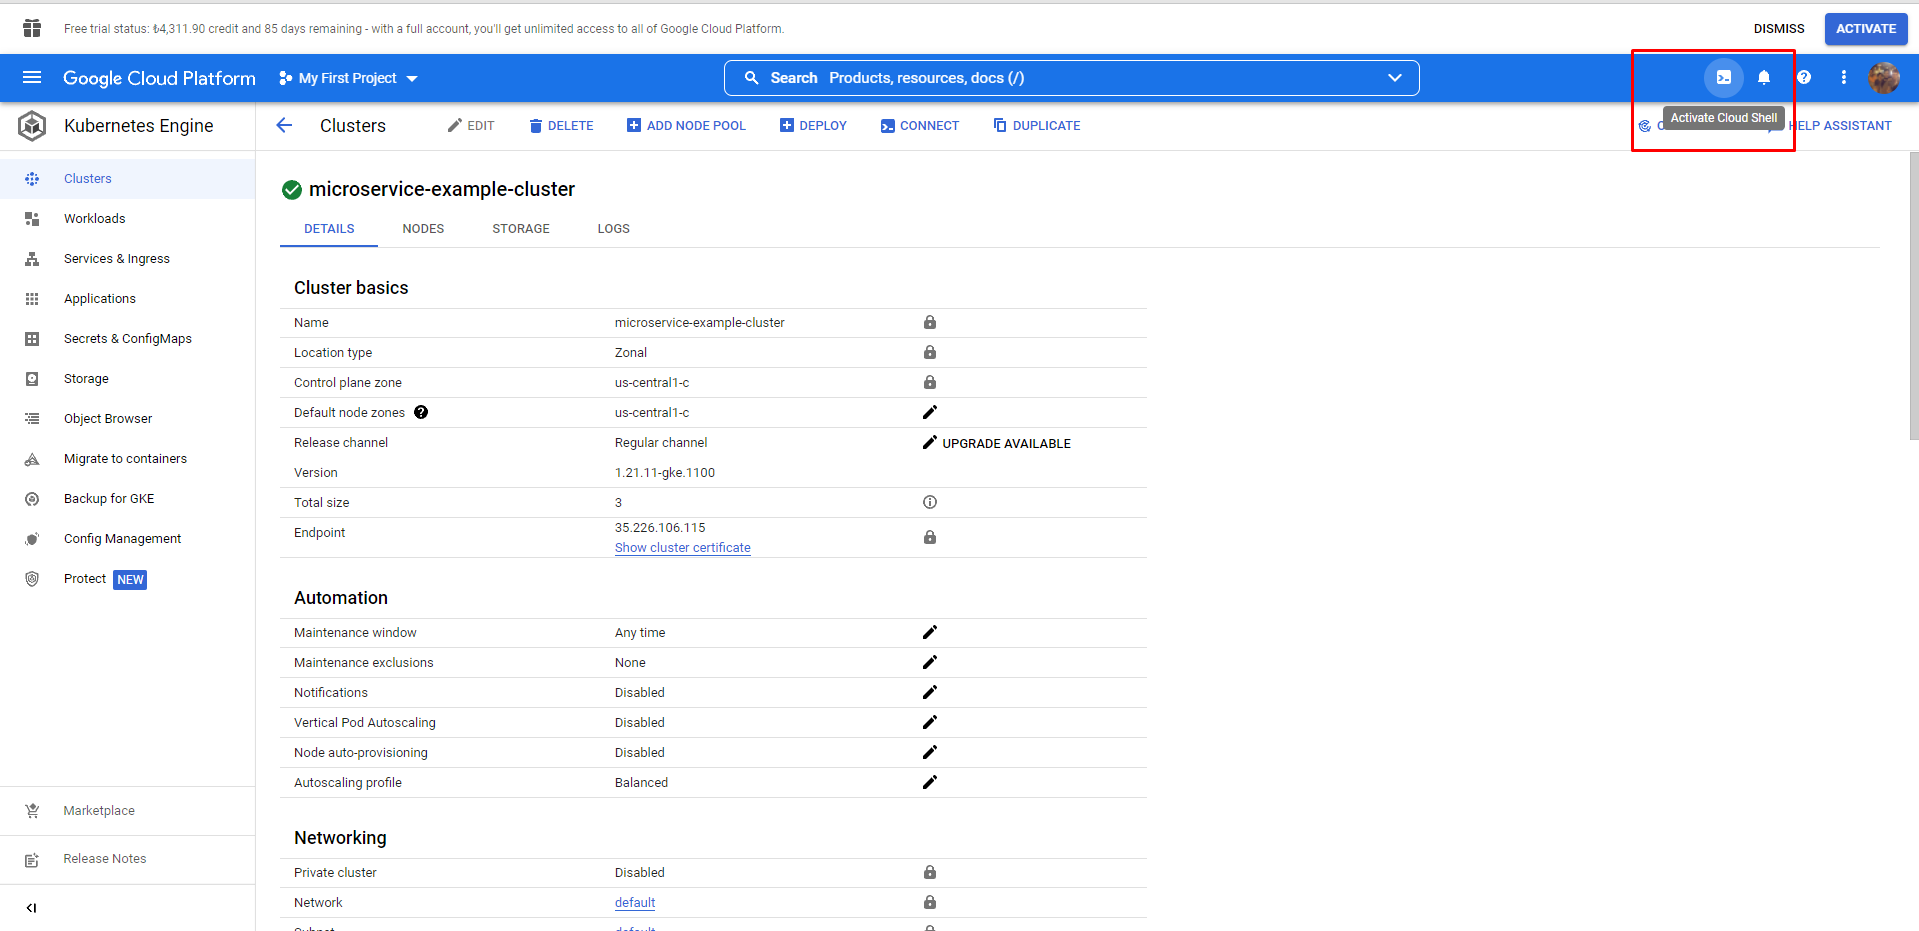 Free trial status: ₺4,311.90 credit and 85 days remaining - with a full account, you'll get unlimited access to all of Google Cloud Platform.
DISMISS
ACTIVATE
Google Cloud Platform
My First Project
Search Products, resources, docs (/)
Activate Cloud Shell
Kubernetes Engine
Clusters
EDIT
DELETE
ADD NODE POOL
DEPLOY
CONNECT
DUPLICATE
HELP ASSISTANT
Clusters
Workloads
Services & Ingress
Applications
Secrets & ConfigMaps
Storage
Object Browser
Migrate to containers
Backup for GKE
Config Management
Protect NEW
Marketplace
Release Notes
microservice-example-cluster
DETAILS NODES STORAGE LOGS
Cluster basics
Name microservice-example-cluster
Location type Zonal
Control plane zone us-central1-c
Default node zones us-central1-c
Release channel Regular channel UPGRADE AVAILABLE
Version 1.21.11-gke.1100
Total size 3
Endpoint 35.226.106.115
Show cluster certificate
Automation
Maintenance window Any time
Maintenance exclusions None
Notifications Disabled
Vertical Pod Autoscaling Disabled
Node auto-provisioning Disabled
Autoscaling profile Balanced
Networking
Private cluster Disabled
Network default